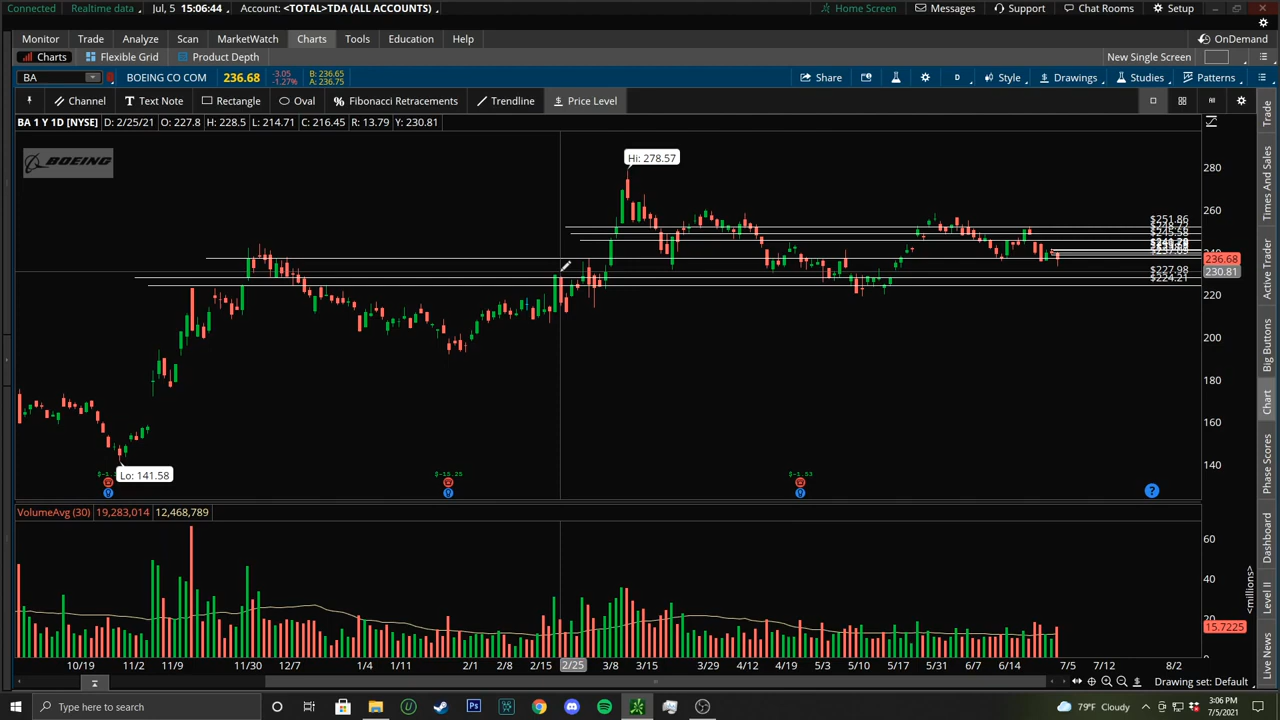 Connected Realtime data Jul, 5 15:06:44 Account: <TOTAL>TDA (ALL ACCOUNTS) Home Screen Messages Support Chat Rooms Setup
Monitor Trade Analyze Scan MarketWatch Charts Tools Education Help OnDemand
Charts Flexible Grid Product Depth New Single Screen
BA BOEING CO COM 236.68 -3.05 -1.27% B: 236.65 A: 236.75 Share D Style Drawings Studies Patterns
Channel Text Note Rectangle Oval Fibonacci Retracements Trendline Price Level
BA 1 Y 1D [NYSE] D: 2/25/21 O: 227.8 H: 228.5 L: 214.71 C: 216.45 R: 13.79 Y: 230.81
BOEING
Hi: 278.57
280
260
$251.86
240
236.68
230.81
$227.98
$224.21
220
200
180
160
140
Lo: 141.58
$-15.25
$-1.53
?
VolumeAvg (30) 19,283,014 12,468,789
60
40
20
15.7225
<millions>
10/19 11/2 11/9 11/30 12/7 1/4 1/11 2/1 2/8 2/15 2/25 3/8 3/15 3/29 4/12 4/19 5/3 5/10 5/17 5/31 6/7 6/14 7/5 7/12 8/2
Drawing set: Default
Trade
Times And Sales
Active Trader
Big Buttons
Chart
Phase Scores
Dashboard
Level II
Live News
Type here to search
Ps
79°F Cloudy
3:06 PM
7/5/2021